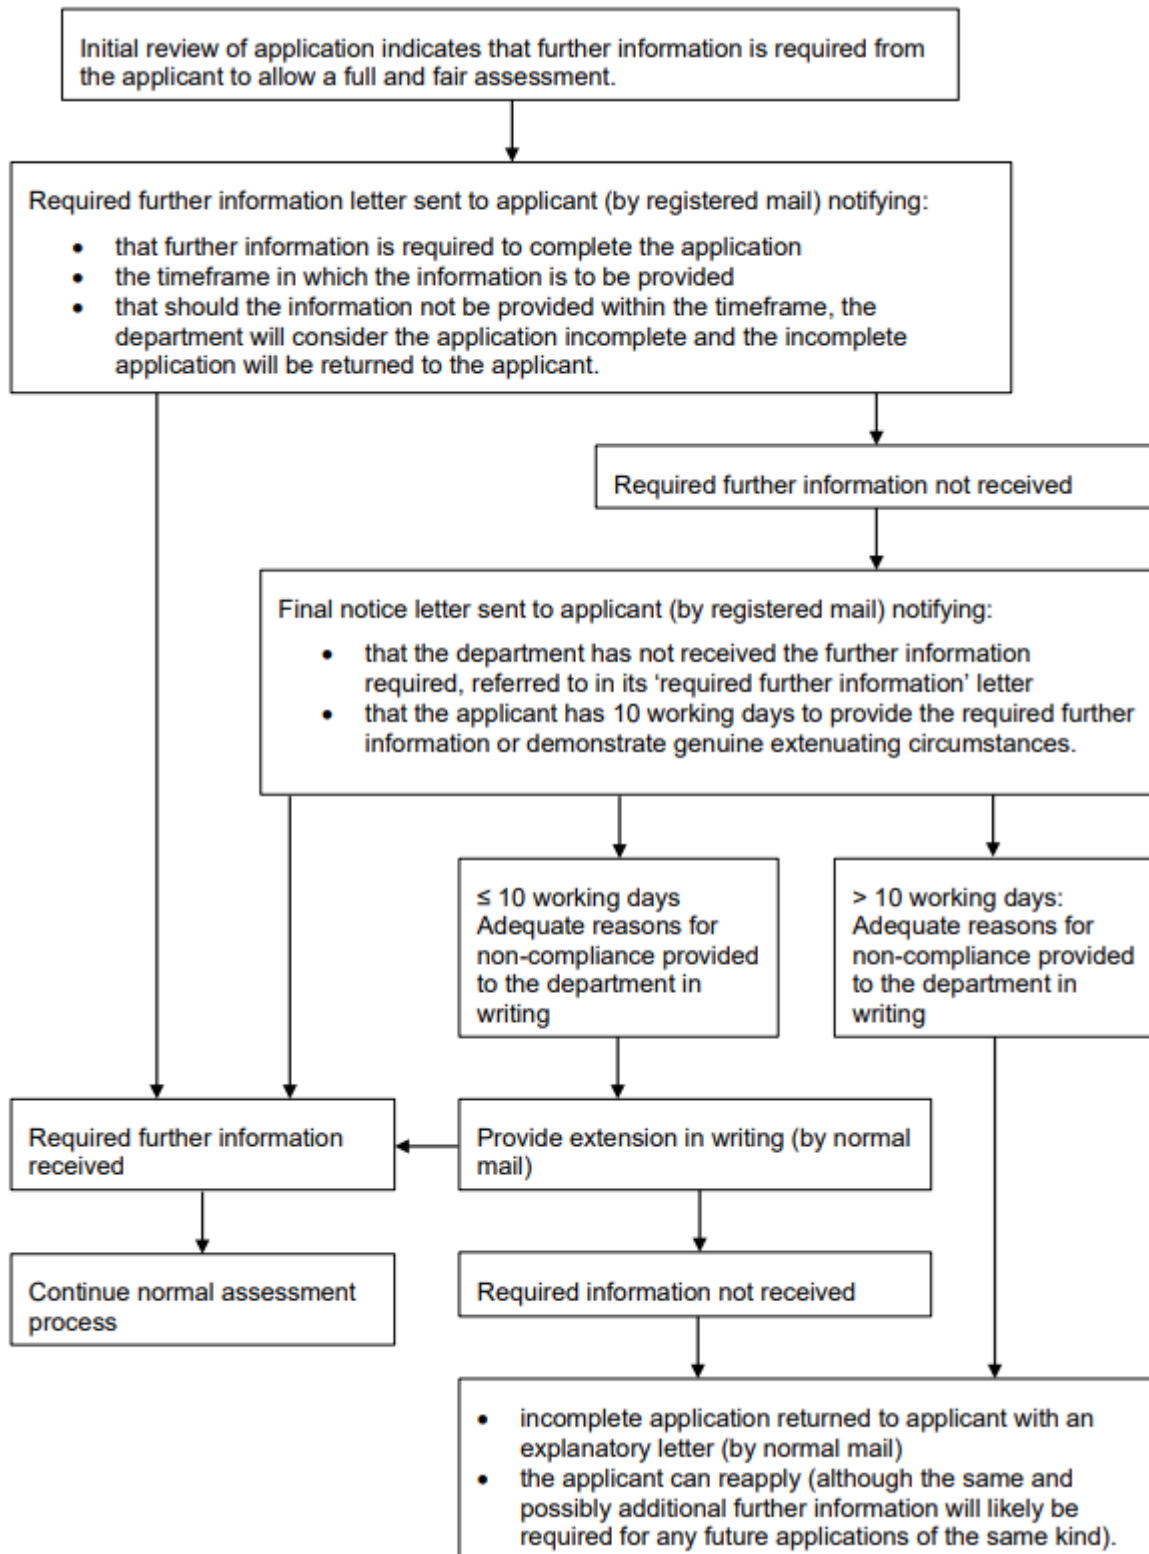 Initial review of application indicates that further information is required from
the applicant to allow a full and fair assessment.
Required further information letter sent to applicant (by registered mail) notifying:
• that further information is required to complete the application
• the timeframe in which the information is to be provided
• that should the information not be provided within the timeframe, the
department will consider the application incomplete and the incomplete
application will be returned to the applicant.
Required further information not received
Final notice letter sent to applicant (by registered mail) notifying:
• that the department has not received the further information
required, referred to in its ‘required further information’ letter
• that the applicant has 10 working days to provide the required further
information or demonstrate genuine extenuating circumstances.
≤ 10 working days
Adequate reasons for
non-compliance provided
to the department in
writing
> 10 working days:
Adequate reasons for
non-compliance provided
to the department in
writing
Required further information
received
Provide extension in writing (by normal
mail)
Continue normal assessment
process
Required information not received
• incomplete application returned to applicant with an
explanatory letter (by normal mail)
• the applicant can reapply (although the same and
possibly additional further information will likely be
required for any future applications of the same kind).